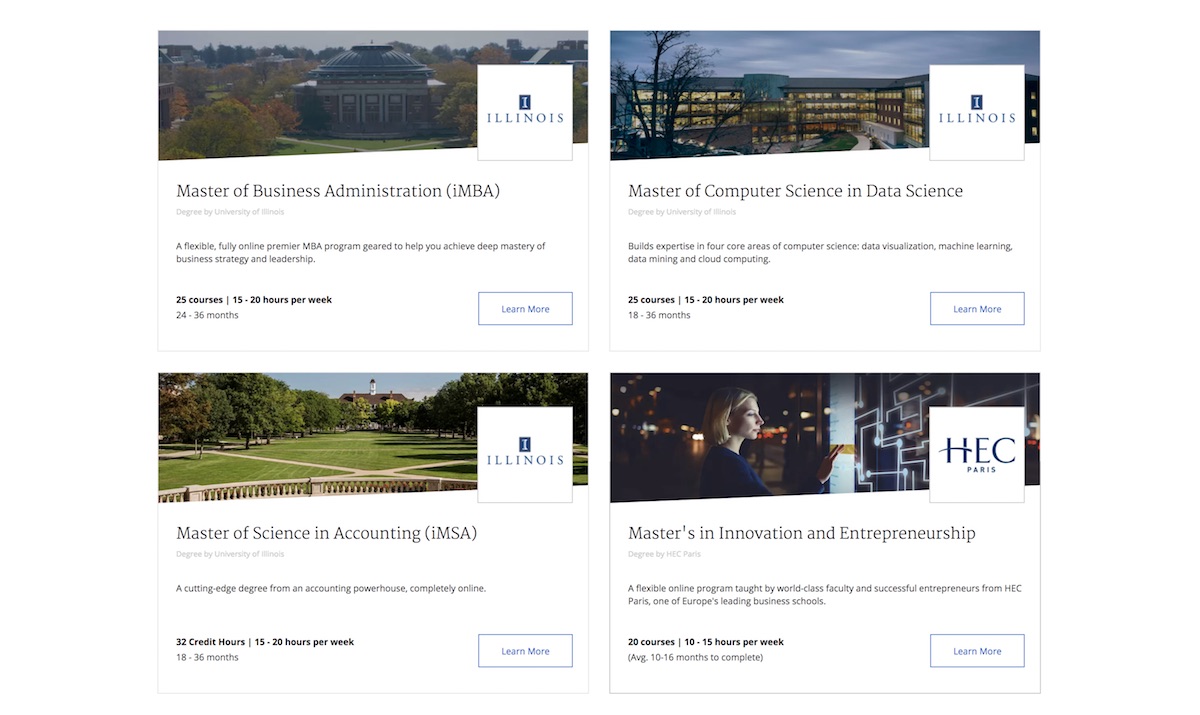 I
ILLINOIS
Master of Business Administration (iMBA)
Degree by University of Illinois
A flexible, fully online premier MBA program geared to help you achieve deep mastery of
business strategy and leadership.
25 courses | 15 - 20 hours per week
24 - 36 months
Learn More
I
ILLINOIS
Master of Computer Science in Data Science
Degree by University of Illinois
Builds expertise in four core areas of computer science: data visualization, machine learning,
data mining and cloud computing.
25 courses | 15 - 20 hours per week
18 - 36 months
Learn More
I
ILLINOIS
Master of Science in Accounting (iMSA)
Degree by University of Illinois
A cutting-edge degree from an accounting powerhouse, completely online.
32 Credit Hours | 15 - 20 hours per week
18 - 36 months
Learn More
HEC
PARIS
Master's in Innovation and Entrepreneurship
Degree by HEC Paris
A flexible online program taught by world-class faculty and successful entrepreneurs from HEC
Paris, one of Europe's leading business schools.
20 courses | 10 - 15 hours per week
(Avg. 10-16 months to complete)
Learn More